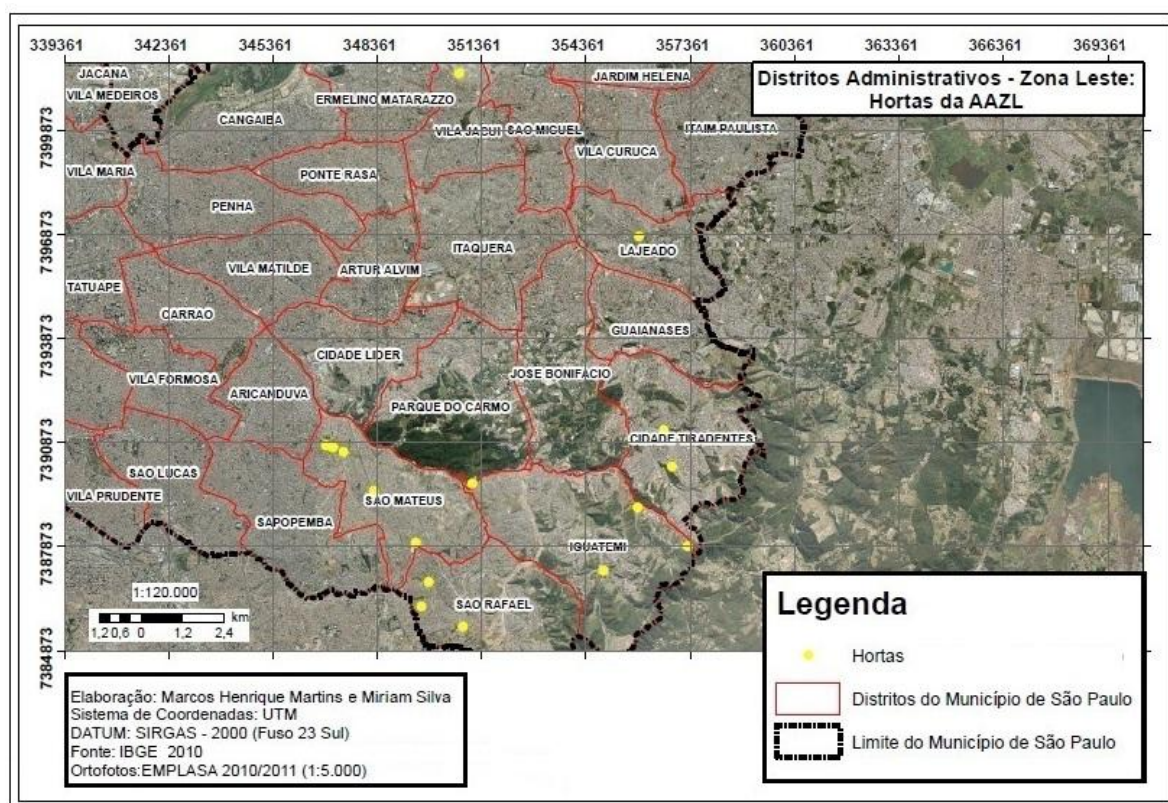 339361 342361 345361 348361 351361 354361 357361 360361 363361 366361 369361
Distritos Administrativos - Zona Leste:
Hortas da AAZL
7399873
7396873
7393873
7390873
7387873
7384873
JACANA
VILA MEDEIROS
CANGAIBA
ERMELINO MATARAZZO
JARDIM HELENA
VILA JACUI
SAO MIGUEL
ITAIM PAULISTA
VILA CURUCA
VILA MARIA
PONTE RASA
PENHA
ITAQUERA
LAJEADO
VILA MATILDE
ARTUR ALVIM
TATUAPE
CARRAO
GUAIANASES
CIDADE LIDER
JOSE BONIFACIO
VILA FORMOSA
ARICANDUVA
PARQUE DO CARMO
CIDADE TIRADENTES
SAO LUCAS
VILA PRUDENTE
SAO MATEUS
SAPOPEMBA
IGUATEMI
SAO RAFAEL
1:120.000
km
1,2 0,6 0 1,2 2,4
Elaboração: Marcos Henrique Martins e Miriam Silva
Sistema de Coordenadas: UTM
DATUM: SIRGAS - 2000 (Fuso 23 Sul)
Fonte: IBGE 2010
Ortofotos:EMPLASA 2010/2011 (1:5.000)
Legenda
Hortas
Distritos do Município de São Paulo
Limite do Município de São Paulo